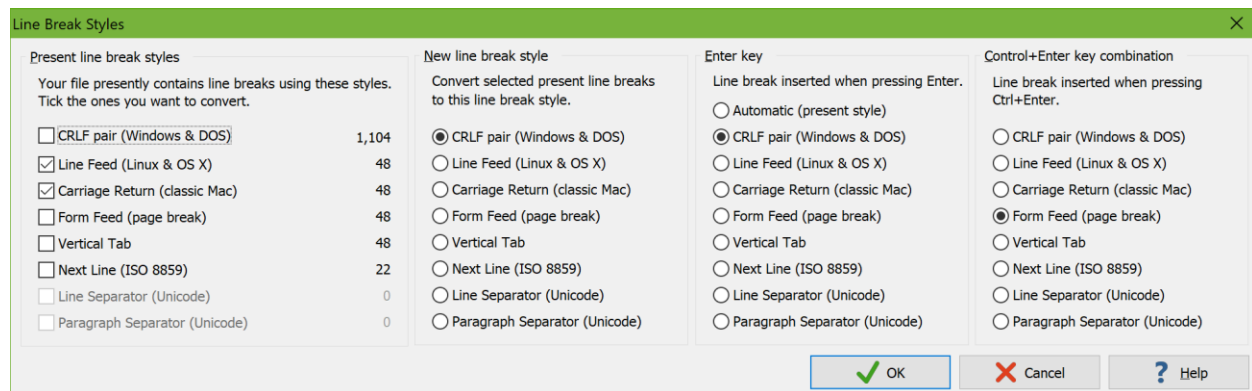 Line Break Styles
Present line break styles
Your file presently contains line breaks using these styles.
Tick the ones you want to convert.
CRLF pair (Windows & DOS) 1,104
Line Feed (Linux & OS X) 48
Carriage Return (classic Mac) 48
Form Feed (page break) 48
Vertical Tab 48
Next Line (ISO 8859) 22
Line Separator (Unicode) 0
Paragraph Separator (Unicode) 0
New line break style
Convert selected present line breaks
to this line break style.
CRLF pair (Windows & DOS)
Line Feed (Linux & OS X)
Carriage Return (classic Mac)
Form Feed (page break)
Vertical Tab
Next Line (ISO 8859)
Line Separator (Unicode)
Paragraph Separator (Unicode)
Enter key
Line break inserted when pressing Enter.
Automatic (present style)
CRLF pair (Windows & DOS)
Line Feed (Linux & OS X)
Carriage Return (classic Mac)
Form Feed (page break)
Vertical Tab
Next Line (ISO 8859)
Line Separator (Unicode)
Paragraph Separator (Unicode)
Control+Enter key combination
Line break inserted when pressing
Ctrl+Enter.
CRLF pair (Windows & DOS)
Line Feed (Linux & OS X)
Carriage Return (classic Mac)
Form Feed (page break)
Vertical Tab
Next Line (ISO 8859)
Line Separator (Unicode)
Paragraph Separator (Unicode)
OK
Cancel
Help